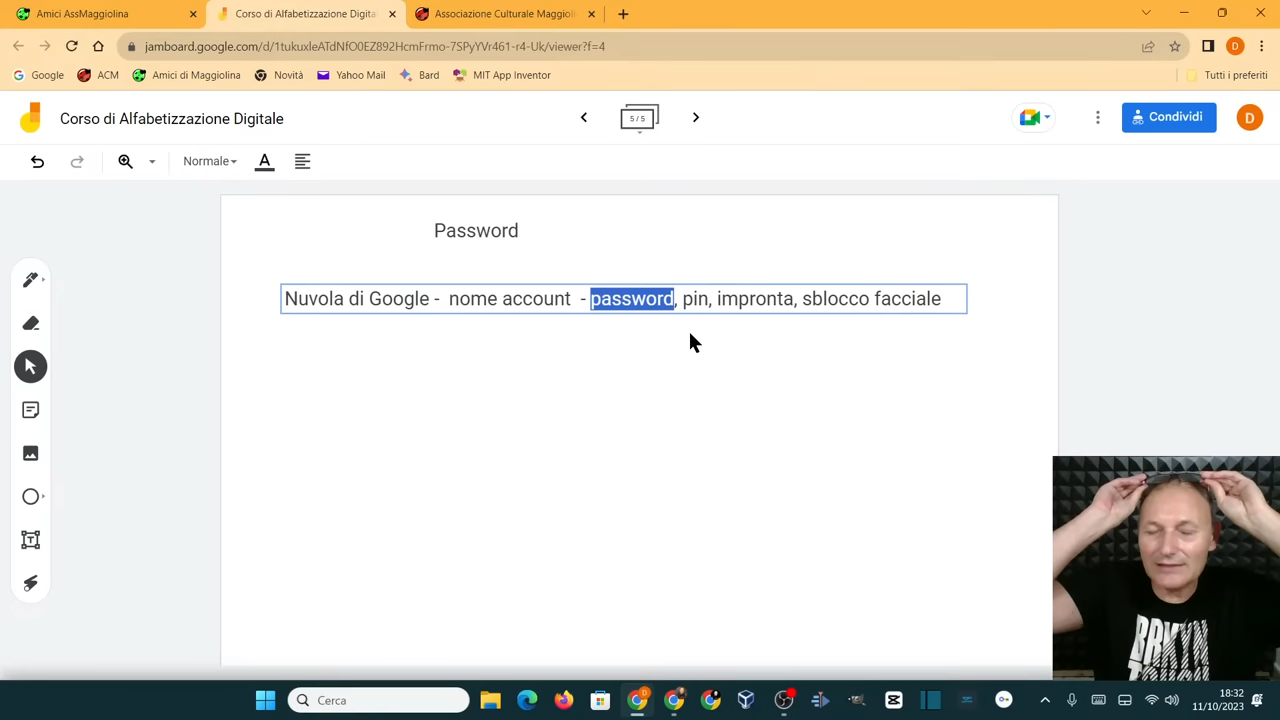 Amici AssMaggiolina
Corso di Alfabetizzazione Digita
Associazione Culturale Maggioli
jamboard.google.com/d/1tukuxleATdNfO0EZ892HcmFrmo-7SPyYVr461-r4-Uk/viewer?f=4
D
Google ACM Amici di Maggiolina Novità Yahoo Mail Bard MIT App Inventor Tutti i preferiti
Corso di Alfabetizzazione Digitale
5 / 5
Condividi
D
Normale
A
Password
Nuvola di Google - nome account - password, pin, impronta, sblocco facciale
T
BRKLYN
Cerca
D
18:32
11/10/2023